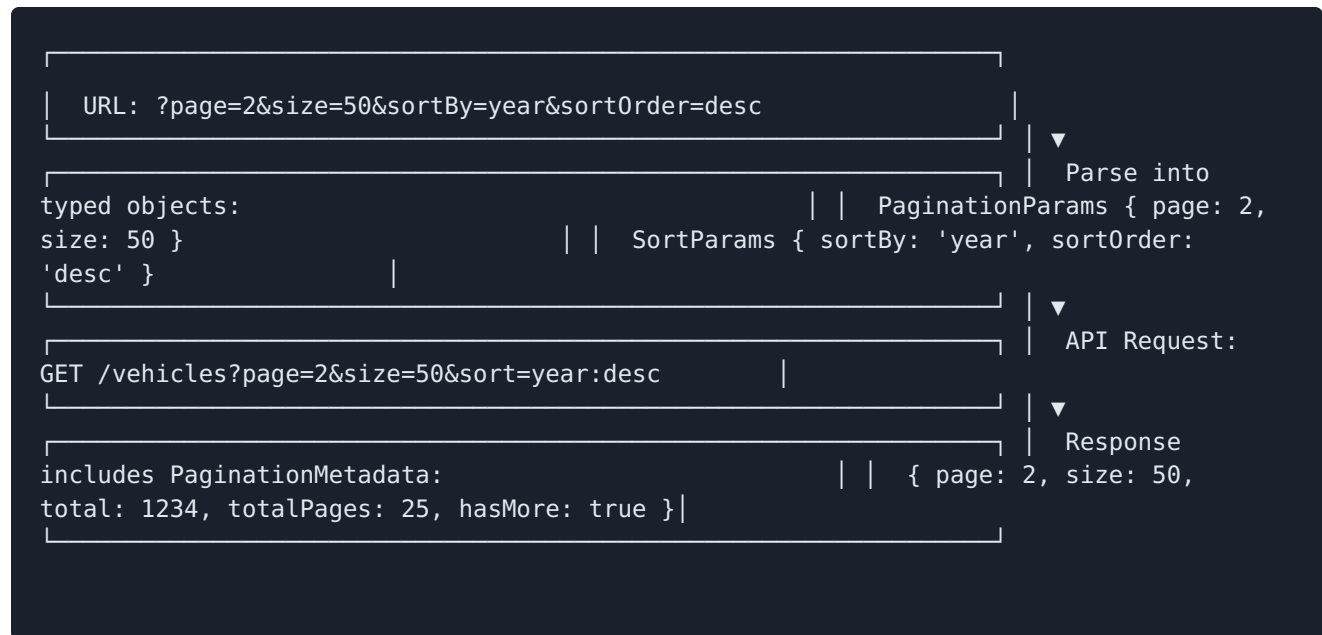 ┌──────────────────────────────────────────────────────────────────┐
│  URL: ?page=2&size=50&sortBy=year&sortOrder=desc                 │
└──────────────────────────────────────────────────────────────────┘ │ ▼
┌──────────────────────────────────────────────────────────────────┐ │  Parse into
typed objects:                                       │ │  PaginationParams { page: 2,
size: 50 }                          │ │  SortParams { sortBy: 'year', sortOrder:
'desc' }                │
└──────────────────────────────────────────────────────────────────┘ │ ▼
┌──────────────────────────────────────────────────────────────────┐ │  API Request:
GET /vehicles?page=2&size=50&sort=year:desc        │
└──────────────────────────────────────────────────────────────────┘ │ ▼
┌──────────────────────────────────────────────────────────────────┐ │  Response
includes PaginationMetadata:                           │ │  { page: 2, size: 50,
total: 1234, totalPages: 25, hasMore: true }│
└──────────────────────────────────────────────────────────────────┘